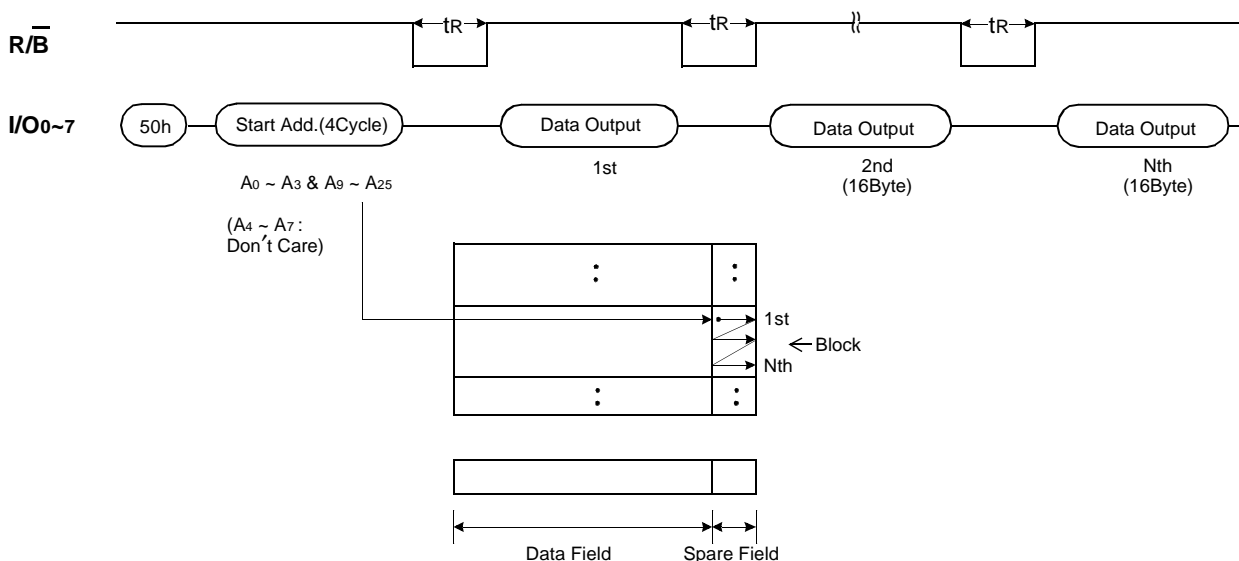 R/B tR tR tR
I/O0~7 50h Start Add.(4Cycle) Data Output Data Output Data Output
1st 2nd Nth
(16Byte) (16Byte)
A0 ~ A3 & A9 ~ A25
(A4 ~ A7 :
Don't Care)
1st
Block
Nth
Data Field Spare Field